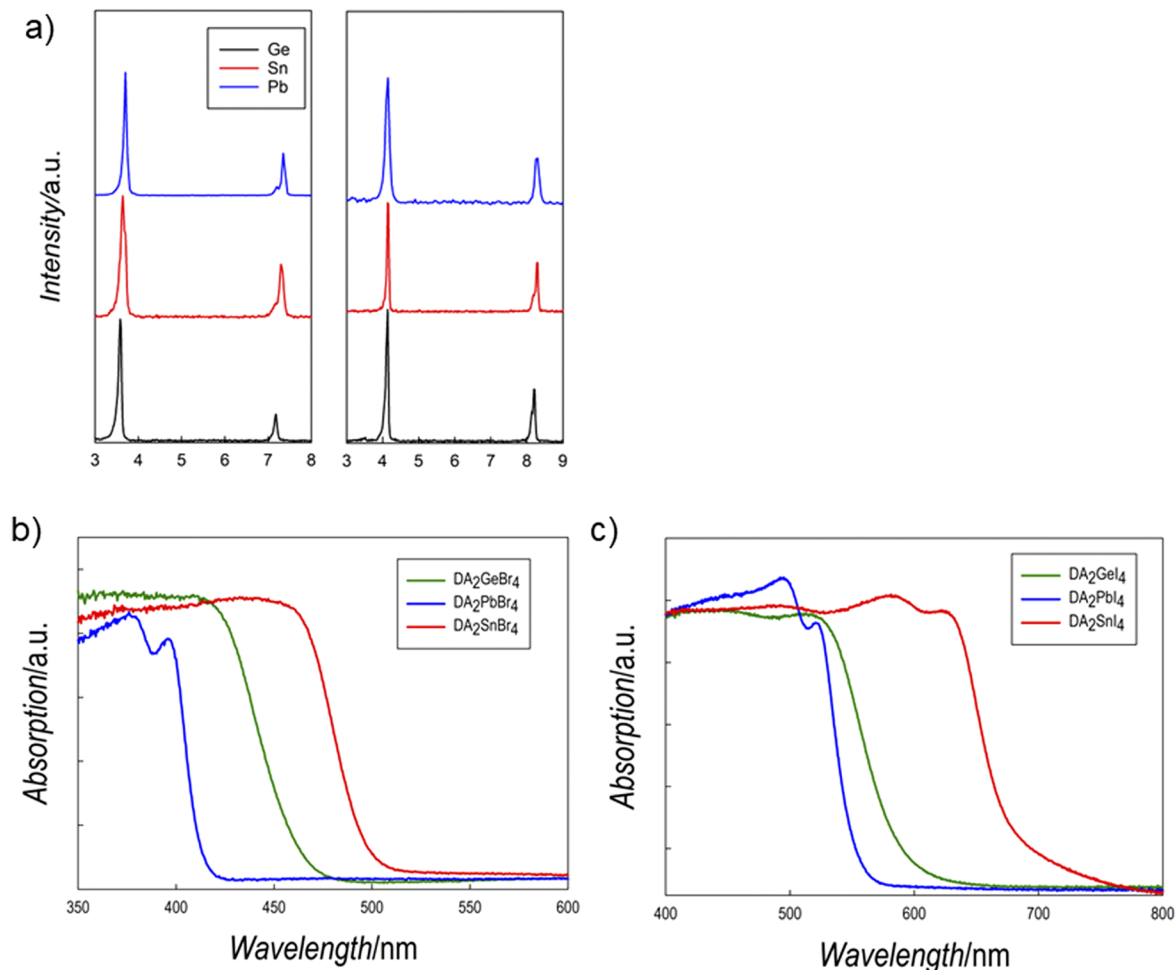 a)
Ge
Sn
Pb
Intensity/a.u.
3 4 5 6 7 8
3 4 5 6 7 8 9
b)
DA2GeBr4
DA2PbBr4
DA2SnBr4
Absorption/a.u.
350 400 450 500 550 600
Wavelength/nm
c)
DA2GeI4
DA2PbI4
DA2SnI4
Absorption/a.u.
400 500 600 700 800
Wavelength/nm